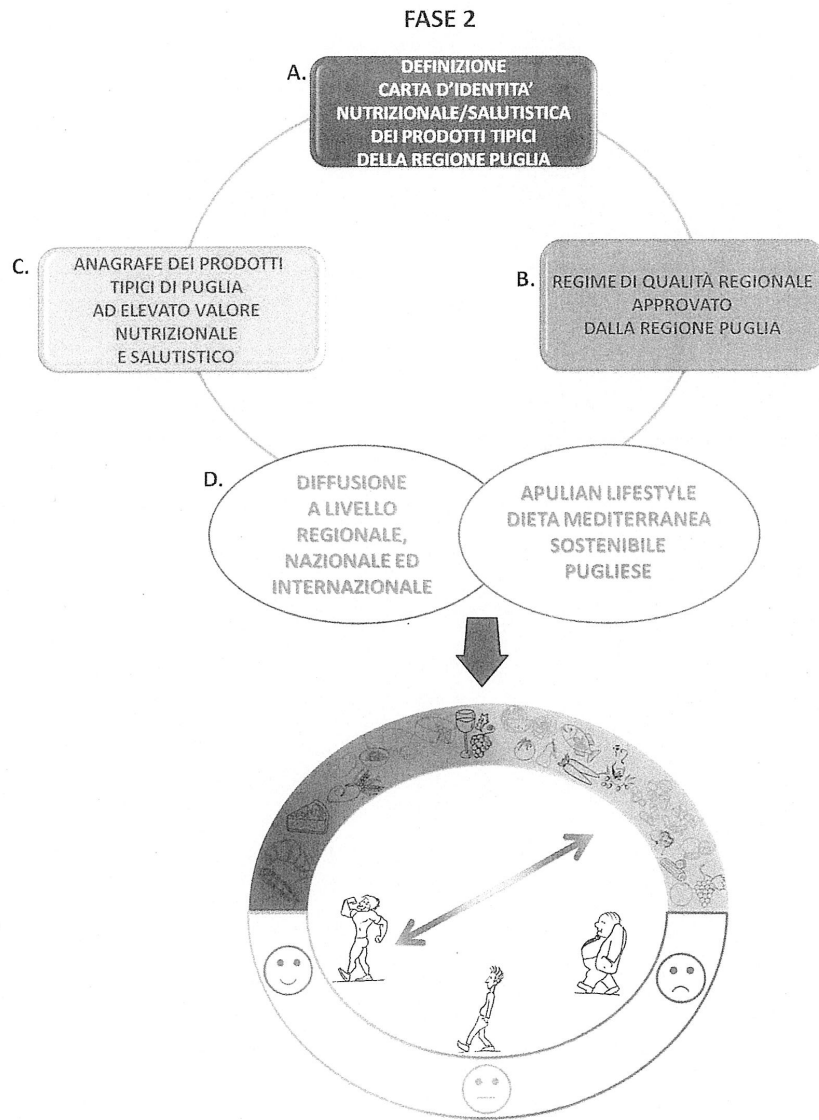 FASE 2
A.
DEFINIZIONE
CARTA D'IDENTITA'
NUTRIZIONALE/SALUTISTICA
DEI PRODOTTI TIPICI
DELLA REGIONE PUGLIA
C.
ANAGRAFE DEI PRODOTTI
TIPICI DI PUGLIA
AD ELEVATO VALORE
NUTRIZIONALE
E SALUTISTICO
B.
REGIME DI QUALITÀ REGIONALE
APPROVATO
DALLA REGIONE PUGLIA
D.
DIFFUSIONE
A LIVELLO
REGIONALE,
NAZIONALE ED
INTERNAZIONALE
APULIAN LIFESTYLE
DIETA MEDITERRANEA
SOSTENIBILE
PUGLIESE